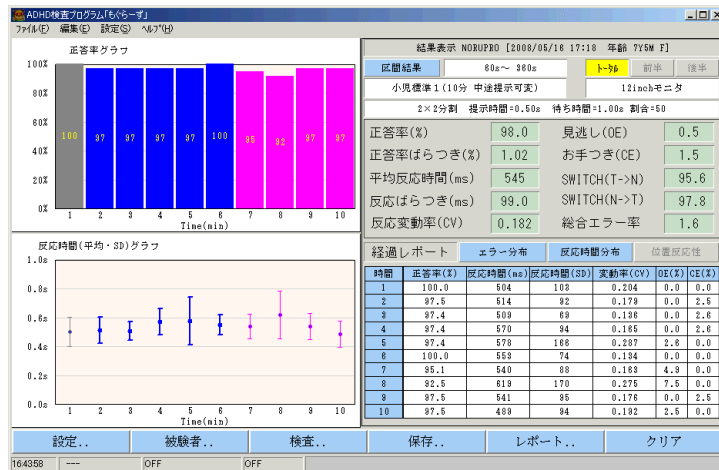 ADHD検査プログラム「もぐらーず」
ファイル(F) 編集(E) 設定(S) ヘルプ(H)
正答率グラフ
100%
80%
60%
40%
20%
0%
100 97 97 97 97 100 95 92 97 97
1 2 3 4 5 6 7 8 9 10
Time(min)
反応時間(平均・SD)グラフ
1.0s
0.8s
0.6s
0.4s
0.2s
0.0s
1 2 3 4 5 6 7 8 9 10
Time(min)
結果表示 NORUPRO [2008/05/16 17:18 年齢 7Y5M F]
区間結果 60s~ 360s トータル 前半 後半
小児標準1(10分 中途提示可変) 12inchモニタ
2×2分割 提示時間=0.50s 待ち時間=1.00s 割合=50
正答率(%) 98.0 見逃し(OE) 0.5
正答率ばらつき(%) 1.02 お手つき(CE) 1.5
平均反応時間(ms) 545 SWITCH(T->N) 95.6
反応ばらつき(ms) 99.0 SWITCH(N->T) 97.8
反応変動率(CV) 0.182 総合エラー率 1.6
経過レポート エラー分布 反応時間分布 位置反応性
時間 正答率(%) 反応時間(ms) 反応時間(SD) 変動率(CV) OE(%) CE(%)
1 100.0 504 103 0.204 0.0 0.0
2 97.5 514 92 0.179 0.0 2.5
3 97.4 509 69 0.136 0.0 2.6
4 97.4 570 94 0.165 0.0 2.6
5 97.4 578 166 0.287 2.6 0.0
6 100.0 553 74 0.134 0.0 0.0
7 95.1 540 88 0.163 4.9 0.0
8 92.5 619 170 0.275 7.5 0.0
9 97.5 541 95 0.176 0.0 2.5
10 97.5 489 94 0.192 2.5 0.0
設定.. 被験者.. 検査.. 保存.. レポート.. クリア
16:43:58 --- OFF OFF